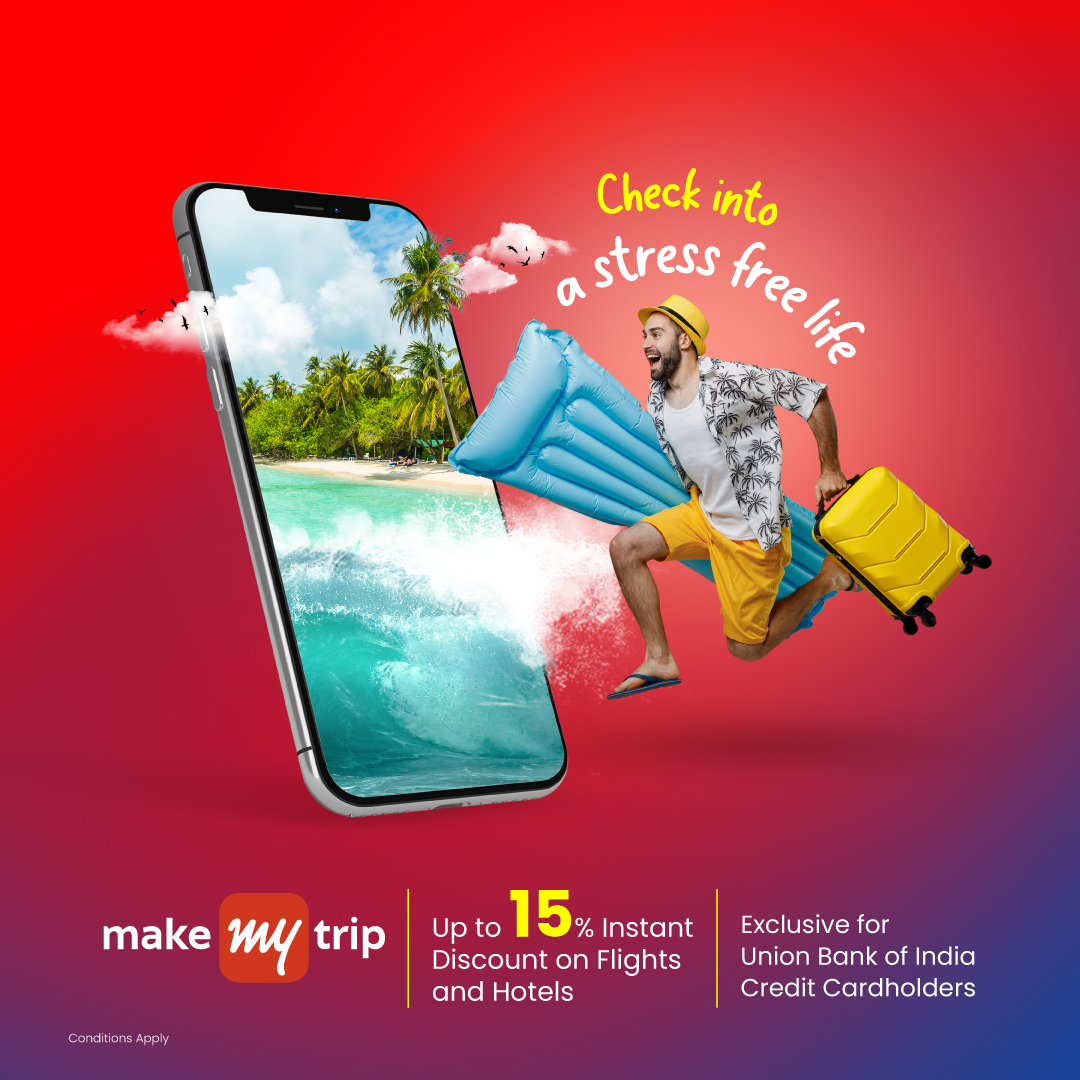 Check into
a stress free life
make my trip
Up to 15% Instant
Discount on Flights
and Hotels
Exclusive for
Union Bank of India
Credit Cardholders
Conditions Apply